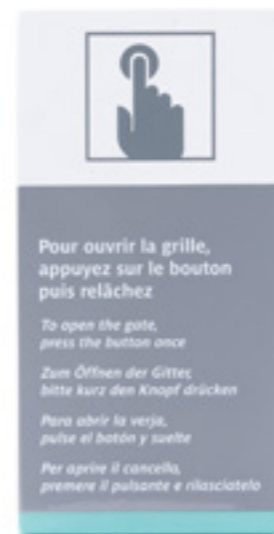 Pour ouvrir la grille,
appuyez sur le bouton
puis relâchez
To open the gate,
press the button once
Zum Öffnen der Gitter,
bitte kurz den Knopf drücken
Para abrir la verja,
pulse el botón y suelte
Per aprire il cancello,
premere il pulsante e rilasciatelo